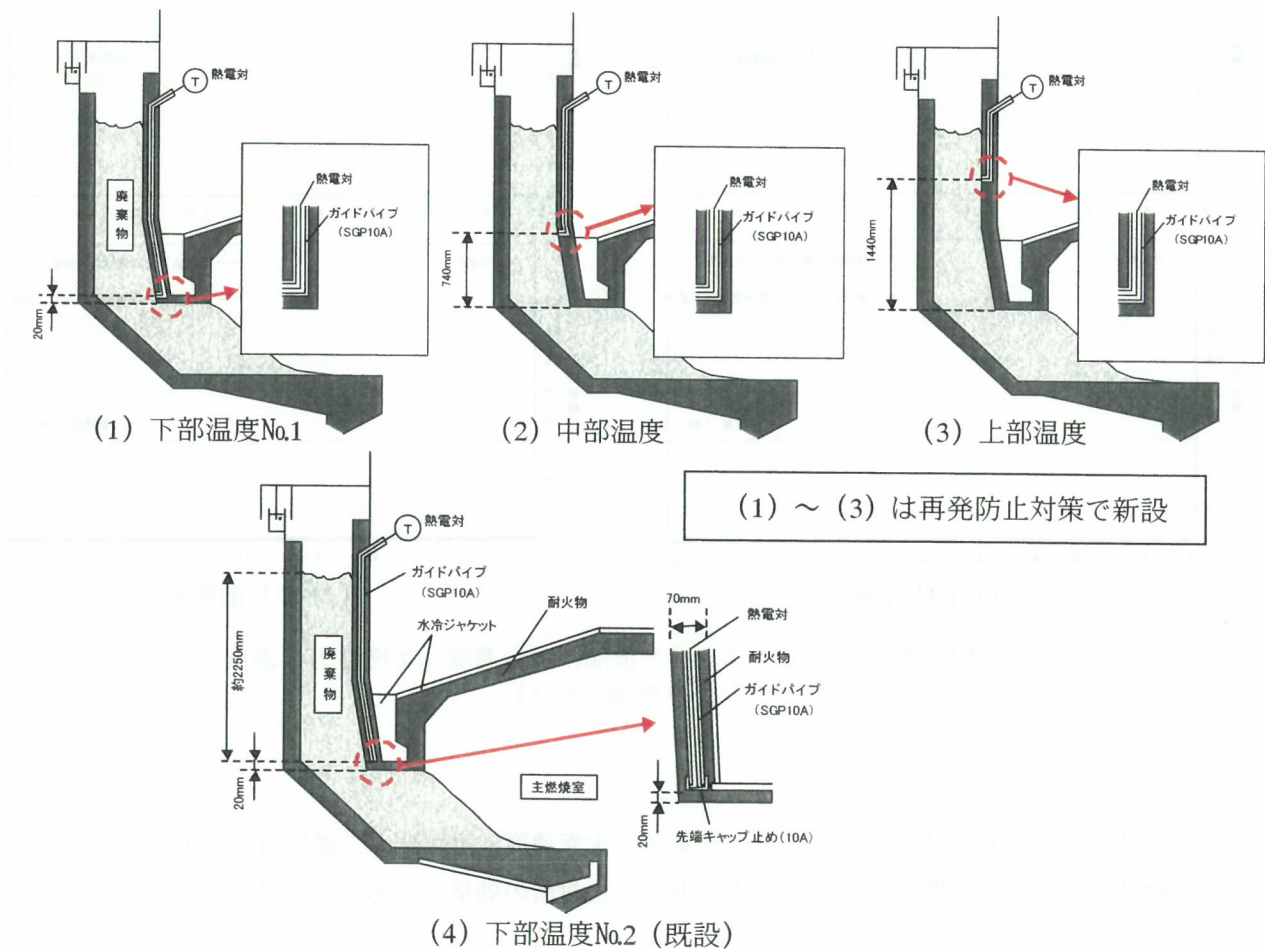 T
熱電対
廃棄物
20mm
熱電対
ガイドパイプ
(SGP10A)
(1) 下部温度№1
T
熱電対
740mm
熱電対
ガイドパイプ
(SGP10A)
(2) 中部温度
T
熱電対
1440mm
熱電対
ガイドパイプ
(SGP10A)
(3) 上部温度
(1) ～ (3) は再発防止対策で新設
T
熱電対
ガイドパイプ
(SGP10A)
水冷ジャケット
耐火物
約2250mm
廃棄物
20mm
主燃焼室
70mm
熱電対
耐火物
ガイドパイプ
(SGP10A)
20mm
先端キャップ止め(10A)
(4) 下部温度№2 (既設)